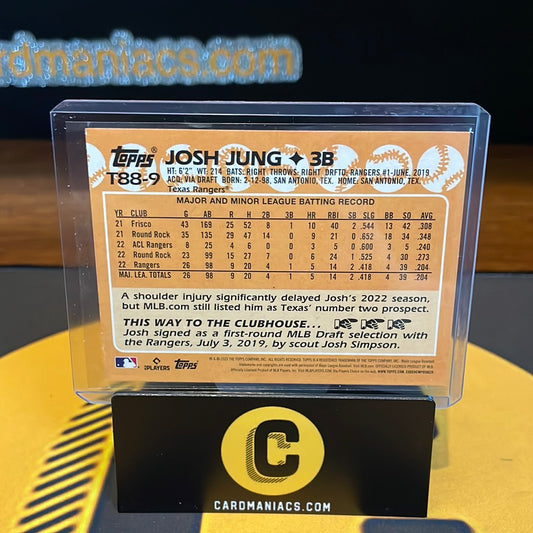 cardmaniacs.com
Topps
T88-9
JOSH JUNG ✦ 3B
HT: 6'2" WT: 214 BATS: RIGHT THROWS: RIGHT DRFTD: RANGERS #1-JUNE, 2019
ACQ: VIA DRAFT BORN: 2-12-98, SAN ANTONIO, TEX. HOME: SAN ANTONIO, TEX.
Texas Rangers®
MAJOR AND MINOR LEAGUE BATTING RECORD
YR CLUB G AB R H 2B 3B HR RBI SB SLG BB SO AVG
21 Frisco 43 169 25 52 8 1 10 40 2 .544 13 42 .308
21 Round Rock 35 135 29 47 14 0 9 21 0 .652 18 34 .348
22 ACL Rangers 8 25 4 6 0 0 3 5 0 .600 3 5 .240
22 Round Rock 23 99 15 27 7 0 6 24 1 .525 4 30 .273
22 Rangers 26 98 9 20 4 1 5 14 2 .418 4 39 .204
MAJ. LEA. TOTALS 26 98 9 20 4 1 5 14 2 .418 4 39 .204
A shoulder injury significantly delayed Josh's 2022 season,
but MLB.com still listed him as Texas' number two prospect.
THIS WAY TO THE CLUBHOUSE...
Josh signed as a first-round MLB Draft selection with
the Rangers, July 3, 2019, by scout Josh Simpson.
PLAYERS
Topps
C
CARDMANIACS.COM